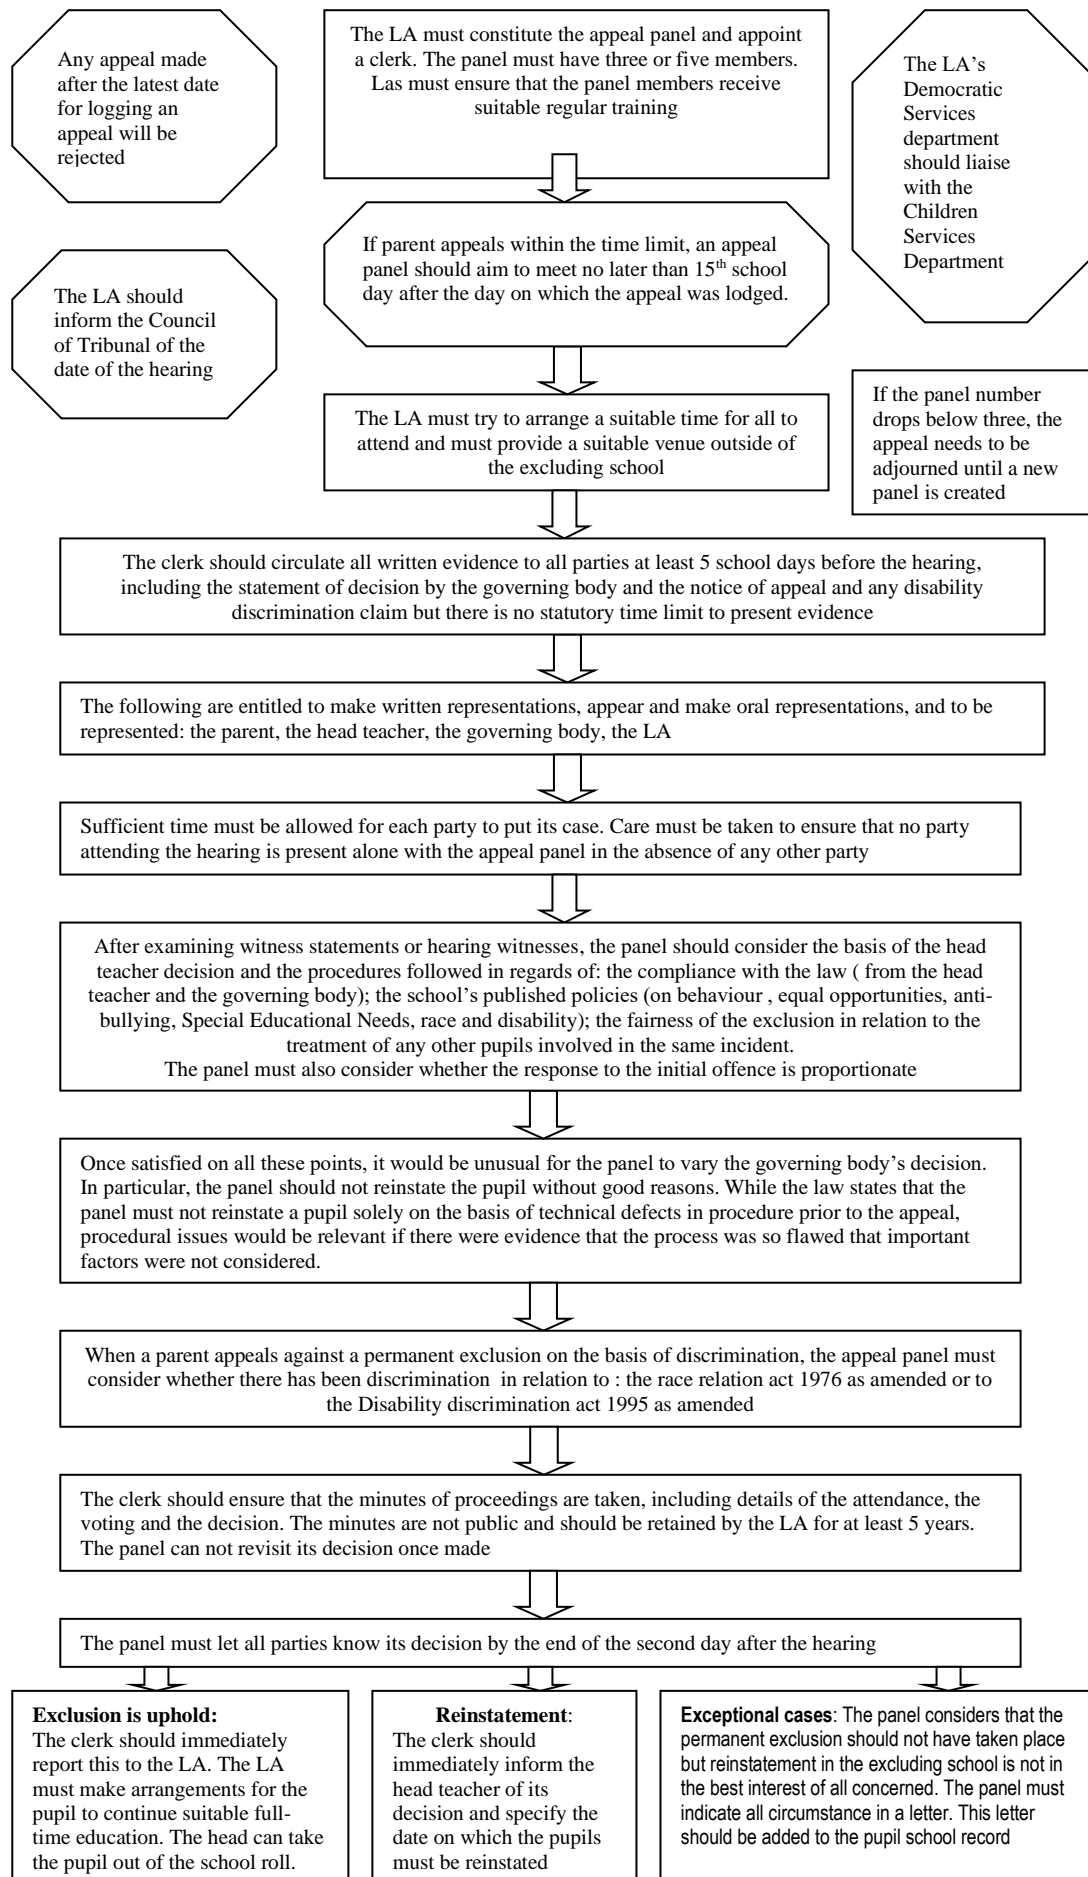 Any appeal made
after the latest date
for logging an
appeal will be
rejected
The LA must constitute the appeal panel and appoint
a clerk. The panel must have three or five members.
Las must ensure that the panel members receive
suitable regular training
The LA’s
Democratic
Services
department
should liaise
with the
Children
Services
Department
If parent appeals within the time limit, an appeal
panel should aim to meet no later than 15th school
day after the day on which the appeal was lodged.
The LA should
inform the Council
of Tribunal of the
date of the hearing
The LA must try to arrange a suitable time for all to
attend and must provide a suitable venue outside of
the excluding school
If the panel number
drops below three, the
appeal needs to be
adjourned until a new
panel is created
The clerk should circulate all written evidence to all parties at least 5 school days before the hearing,
including the statement of decision by the governing body and the notice of appeal and any disability
discrimination claim but there is no statutory time limit to present evidence
The following are entitled to make written representations, appear and make oral representations, and to be
represented: the parent, the head teacher, the governing body, the LA
Sufficient time must be allowed for each party to put its case. Care must be taken to ensure that no party
attending the hearing is present alone with the appeal panel in the absence of any other party
After examining witness statements or hearing witnesses, the panel should consider the basis of the head
teacher decision and the procedures followed in regards of: the compliance with the law ( from the head
teacher and the governing body); the school’s published policies (on behaviour , equal opportunities, anti-
bullying, Special Educational Needs, race and disability); the fairness of the exclusion in relation to the
treatment of any other pupils involved in the same incident.
The panel must also consider whether the response to the initial offence is proportionate
Once satisfied on all these points, it would be unusual for the panel to vary the governing body’s decision.
In particular, the panel should not reinstate the pupil without good reasons. While the law states that the
panel must not reinstate a pupil solely on the basis of technical defects in procedure prior to the appeal,
procedural issues would be relevant if there were evidence that the process was so flawed that important
factors were not considered.
When a parent appeals against a permanent exclusion on the basis of discrimination, the appeal panel must
consider whether there has been discrimination  in relation to : the race relation act 1976 as amended or to
the Disability discrimination act 1995 as amended
The clerk should ensure that the minutes of proceedings are taken, including details of the attendance, the
voting and the decision. The minutes are not public and should be retained by the LA for at least 5 years.
The panel can not revisit its decision once made
The panel must let all parties know its decision by the end of the second day after the hearing
Exclusion is uphold:
The clerk should immediately
report this to the LA. The LA
must make arrangements for the
pupil to continue suitable full-
time education. The head can take
the pupil out of the school roll.
Reinstatement:
The clerk should
immediately inform the
head teacher of its
decision and specify the
date on which the pupils
must be reinstated
Exceptional cases: The panel considers that the
permanent exclusion should not have taken place
but reinstatement in the excluding school is not in
the best interest of all concerned. The panel must
indicate all circumstance in a letter. This letter
should be added to the pupil school record